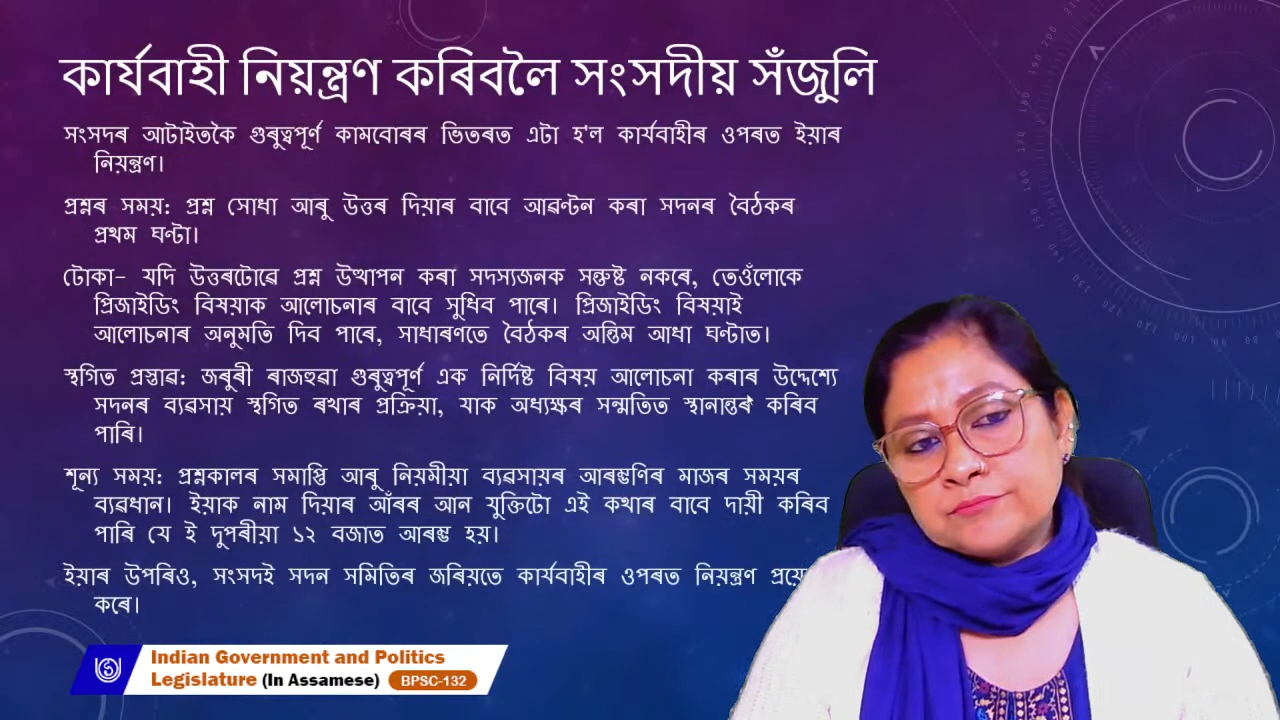 কাৰ্যবাহী নিয়ন্ত্ৰণ কৰিবলৈ সংসদীয় সঁজুলি
সংসদৰ আটাইতকৈ গুৰুত্বপূৰ্ণ কামবোৰৰ ভিতৰত এটা হ'ল কাৰ্যবাহীৰ ওপৰত ইয়াৰ
নিয়ন্ত্ৰণ।
প্ৰশ্নৰ সময়: প্ৰশ্ন সোধা আৰু উত্তৰ দিয়াৰ বাবে আৱণ্টন কৰা সদনৰ বৈঠকৰ
প্ৰথম ঘণ্টা।
টোকা- যদি উত্তৰটোৱে প্ৰশ্ন উত্থাপন কৰা সদস্যজনক সন্তুষ্ট নকৰে, তেওঁলোকে
প্ৰিজাইডিং বিষয়াক আলোচনাৰ বাবে সুধিব পাৰে। প্ৰিজাইডিং বিষয়াই
আলোচনাৰ অনুমতি দিব পাৰে, সাধাৰণতে বৈঠকৰ অন্তিম আধা ঘণ্টাত।
স্থগিত প্ৰস্তাৱ: জৰুৰী ৰাজহুৱা গুৰুত্বপূৰ্ণ এক নিৰ্দিষ্ট বিষয় আলোচনা কৰাৰ উদ্দেশ্যে
সদনৰ ব্যৱসায় স্থগিত ৰখাৰ প্ৰক্ৰিয়া, যাক অধ্যক্ষৰ সন্মতিত স্থানান্তৰ কৰিব
পাৰি।
শূন্য সময়: প্ৰশ্নকালৰ সমাপ্তি আৰু নিয়মীয়া ব্যৱসায়ৰ আৰম্ভণিৰ মাজৰ সময়ৰ
ব্যৱধান। ইয়াক নাম দিয়াৰ আঁৰৰ আন যুক্তিটো এই কথাৰ বাবে দায়ী কৰিব
পাৰি যে ই দুপৰীয়া ১২ বজাত আৰম্ভ হয়।
ইয়াৰ উপৰিও, সংসদই সদন সমিতিৰ জৰিয়তে কাৰ্যবাহীৰ ওপৰত নিয়ন্ত্ৰণ
কৰে।
Indian Government and Politics
Legislature (In Assamese) BPSC-132